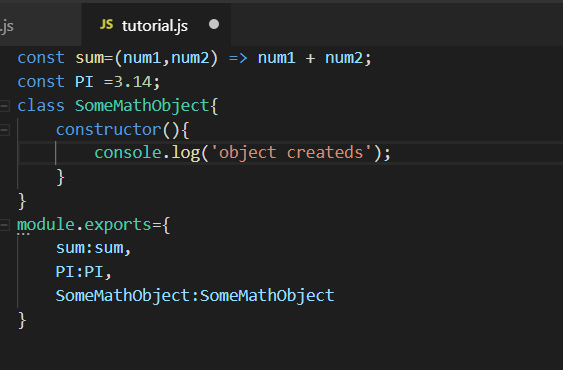 .js
JS tutorial.js
const sum=(num1,num2) => num1 + num2;
const PI =3.14;
class SomeMathObject{
    constructor(){
        console.log('object createds');
    }
}
module.exports={
    sum:sum,
    PI:PI,
    SomeMathObject:SomeMathObject
}